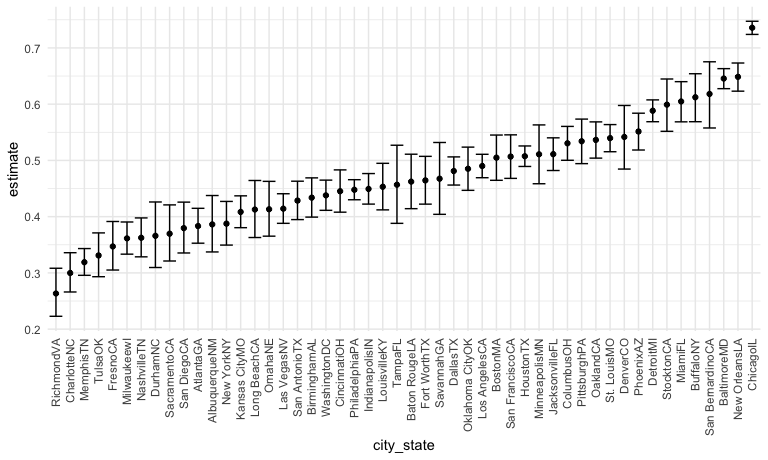 0.7
0.6
0.5
0.4
0.3
0.2
estimate
RichmondVA
CharlotteNC
MemphisTN
TulsaOK
FresnoCA
MilwaukeewI
NashvilleTN
DurhamNC
SacramentoCA
San DiegoCA
AtlantaGA
AlbuquerqueNM
New YorkNY
Kansas CityMO
Long BeachCA
OmahaNE
Las VegasNV
San AntonioTX
BirminghamAL
WashingtonDC
CincinnatiOH
PhiladelphiaPA
IndianapolisIN
LouisvilleKY
TampaFL
Baton RougeLA
Fort WorthTX
SavannahGA
DallasTX
Oklahoma CityOK
Los AngelesCA
BostonMA
San FranciscoCA
HoustonTX
MinneapolisMN
JacksonvilleFL
ColumbusOH
PittsburghPA
OaklandCA
St. LouisMO
DenverCO
PhoenixAZ
DetroitMI
StocktonCA
MiamiFL
BuffaloNY
San BernardinoCA
BaltimoreMD
New OrleansLA
ChicagoIL
city_state